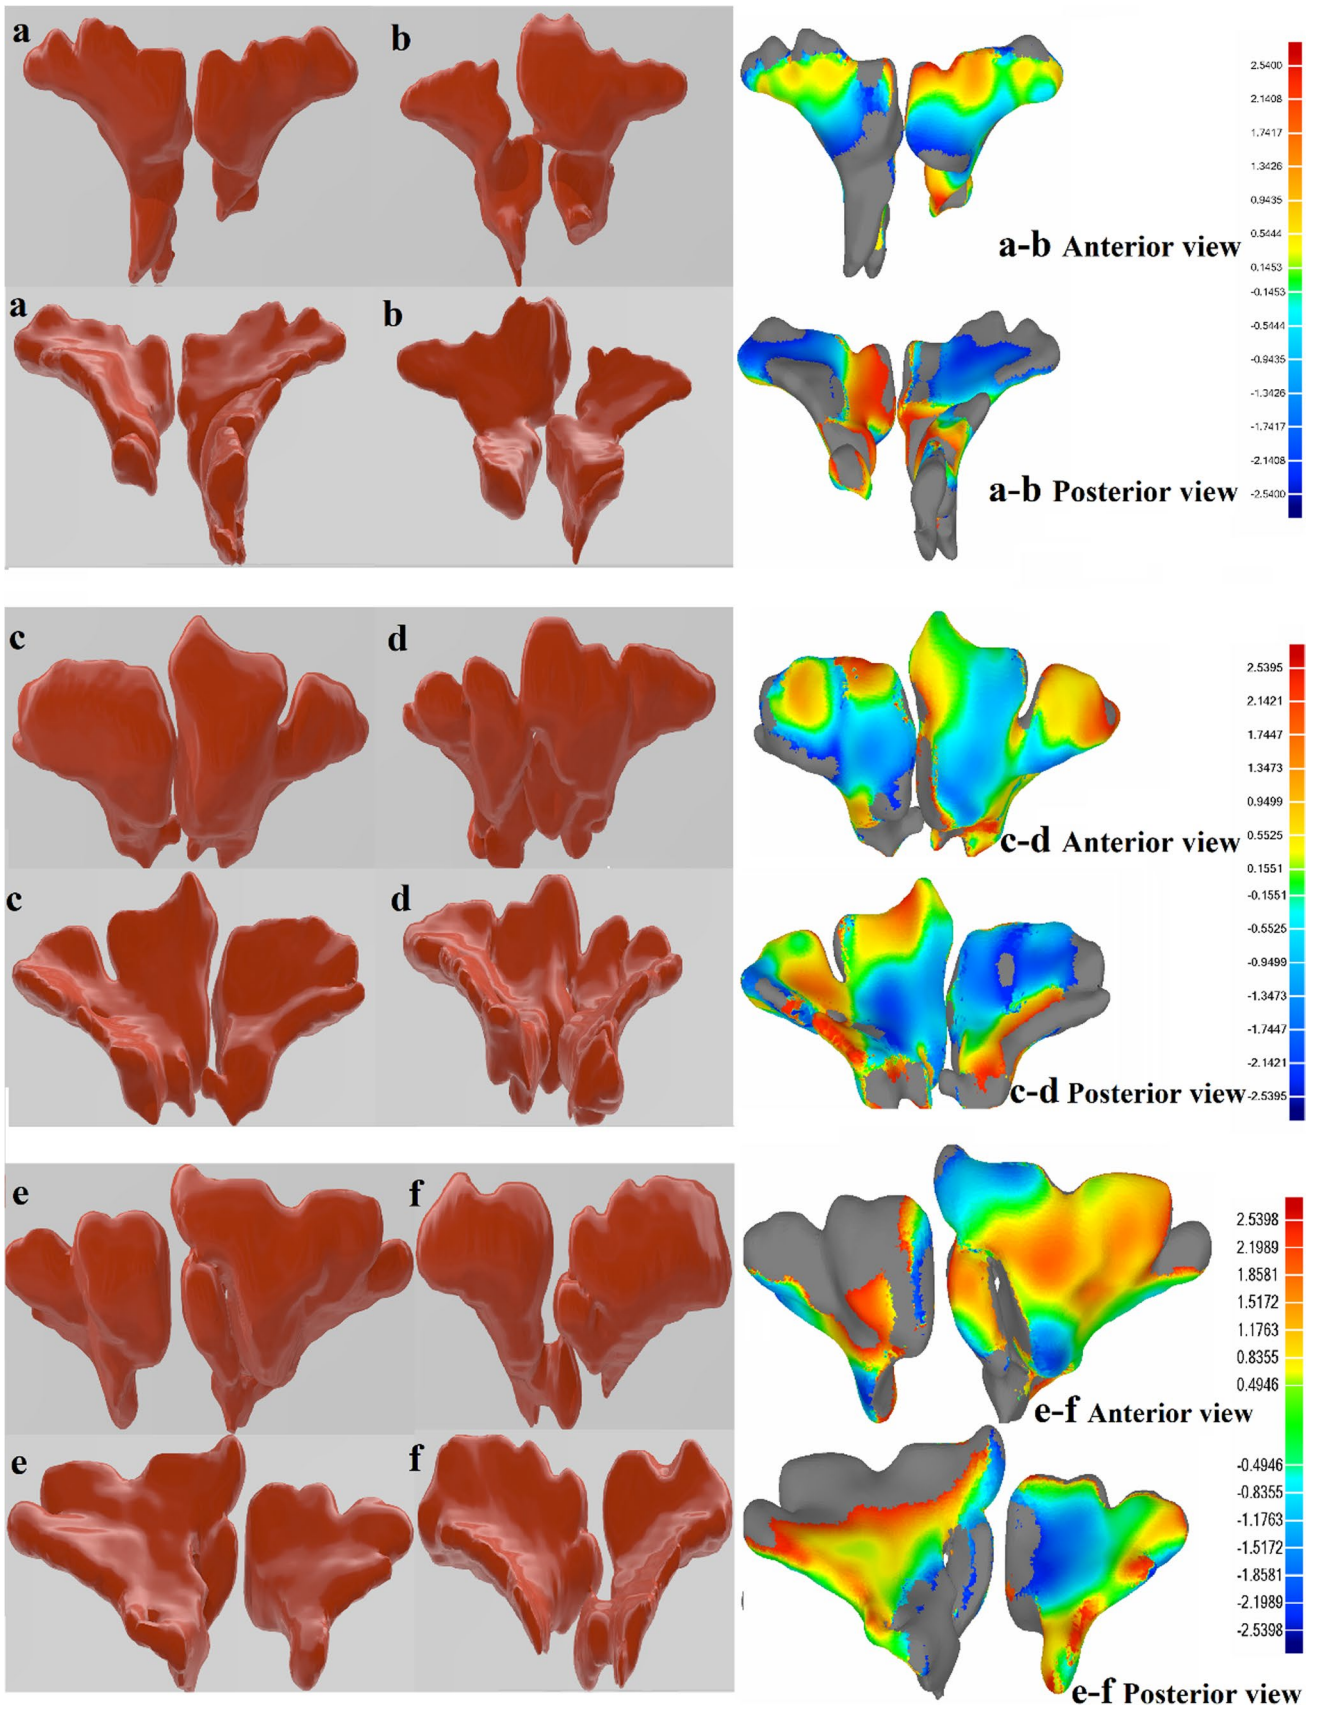 a
b
2.5400
2.1408
1.7417
1.3426
0.9435
0.5444
0.1453
-0.1453
-0.5444
-0.9435
-1.3426
-1.7417
-2.1408
-2.5400
a-b Anterior view
a
b
a-b Posterior view
c
d
2.5395
2.1421
1.7447
1.3473
0.9499
0.5525
0.1551
-0.1551
-0.5525
-0.9499
-1.3473
-1.7447
-2.1421
-2.5395
c-d Anterior view
c
d
c-d Posterior view
e
f
2.5398
2.1989
1.8581
1.5172
1.1763
0.8355
0.4946
-0.4946
-0.8355
-1.1763
-1.5172
-1.8581
-2.1989
-2.5398
e-f Anterior view
e
f
e-f Posterior view